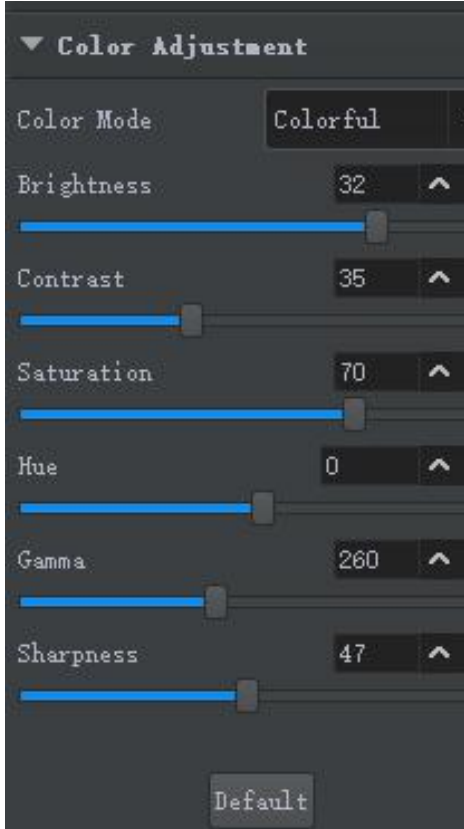 Color Adjustment
Color Mode Colorful
Brightness 32
Contrast 35
Saturation 70
Hue 0
Gamma 260
Sharpness 47
Default